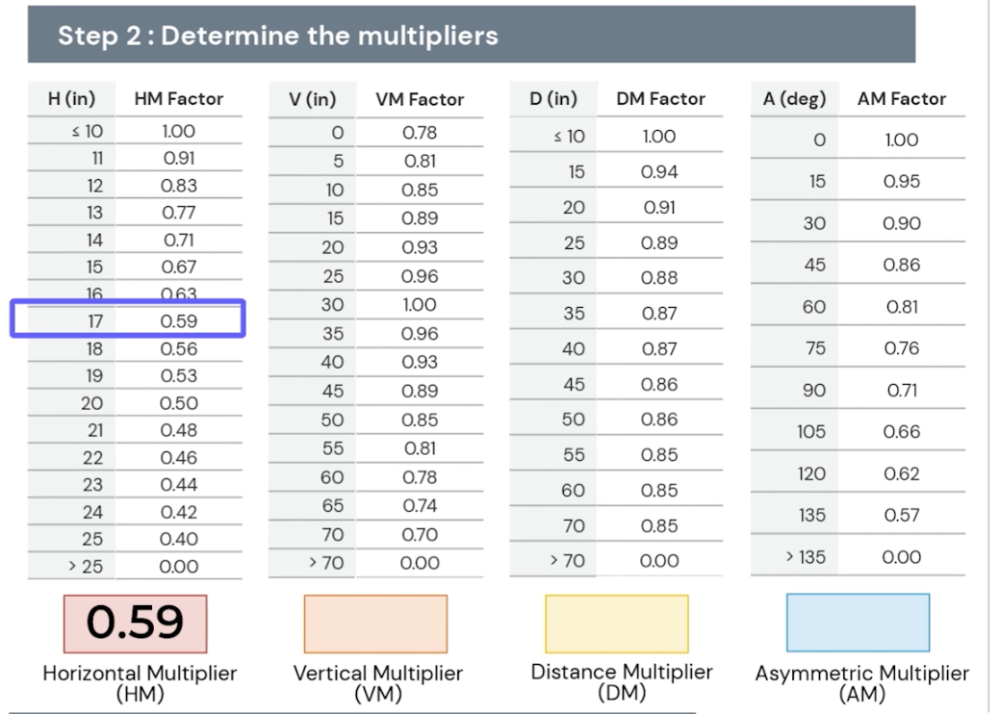 Step 2 : Determine the multipliers
H (in) HM Factor
≤ 10 1.00
11 0.91
12 0.83
13 0.77
14 0.71
15 0.67
16 0.63
17 0.59
18 0.56
19 0.53
20 0.50
21 0.48
22 0.46
23 0.44
24 0.42
25 0.40
> 25 0.00
0.59
Horizontal Multiplier
(HM)
V (in) VM Factor
0 0.78
5 0.81
10 0.85
15 0.89
20 0.93
25 0.96
30 1.00
35 0.96
40 0.93
45 0.89
50 0.85
55 0.81
60 0.78
65 0.74
70 0.70
> 70 0.00
Vertical Multiplier
(VM)
D (in) DM Factor
≤ 10 1.00
15 0.94
20 0.91
25 0.89
30 0.88
35 0.87
40 0.87
45 0.86
50 0.86
55 0.85
60 0.85
70 0.85
> 70 0.00
Distance Multiplier
(DM)
A (deg) AM Factor
0 1.00
15 0.95
30 0.90
45 0.86
60 0.81
75 0.76
90 0.71
105 0.66
120 0.62
135 0.57
> 135 0.00
Asymmetric Multiplier
(AM)